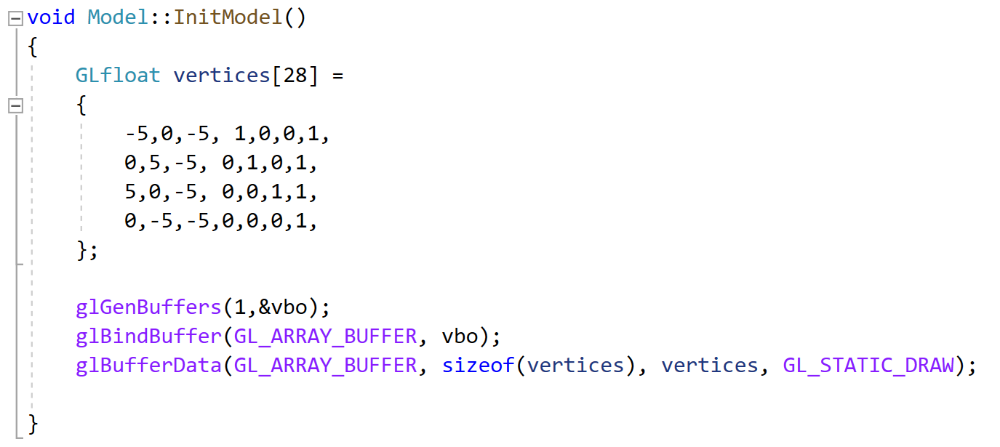 void Model::InitModel()
{
    GLfloat vertices[28] =
    {
        -5,0,-5, 1,0,0,1,
        0,5,-5, 0,1,0,1,
        5,0,-5, 0,0,1,1,
        0,-5,-5,0,0,0,1,
    };

    glGenBuffers(1,&vbo);
    glBindBuffer(GL_ARRAY_BUFFER, vbo);
    glBufferData(GL_ARRAY_BUFFER, sizeof(vertices), vertices, GL_STATIC_DRAW);

}